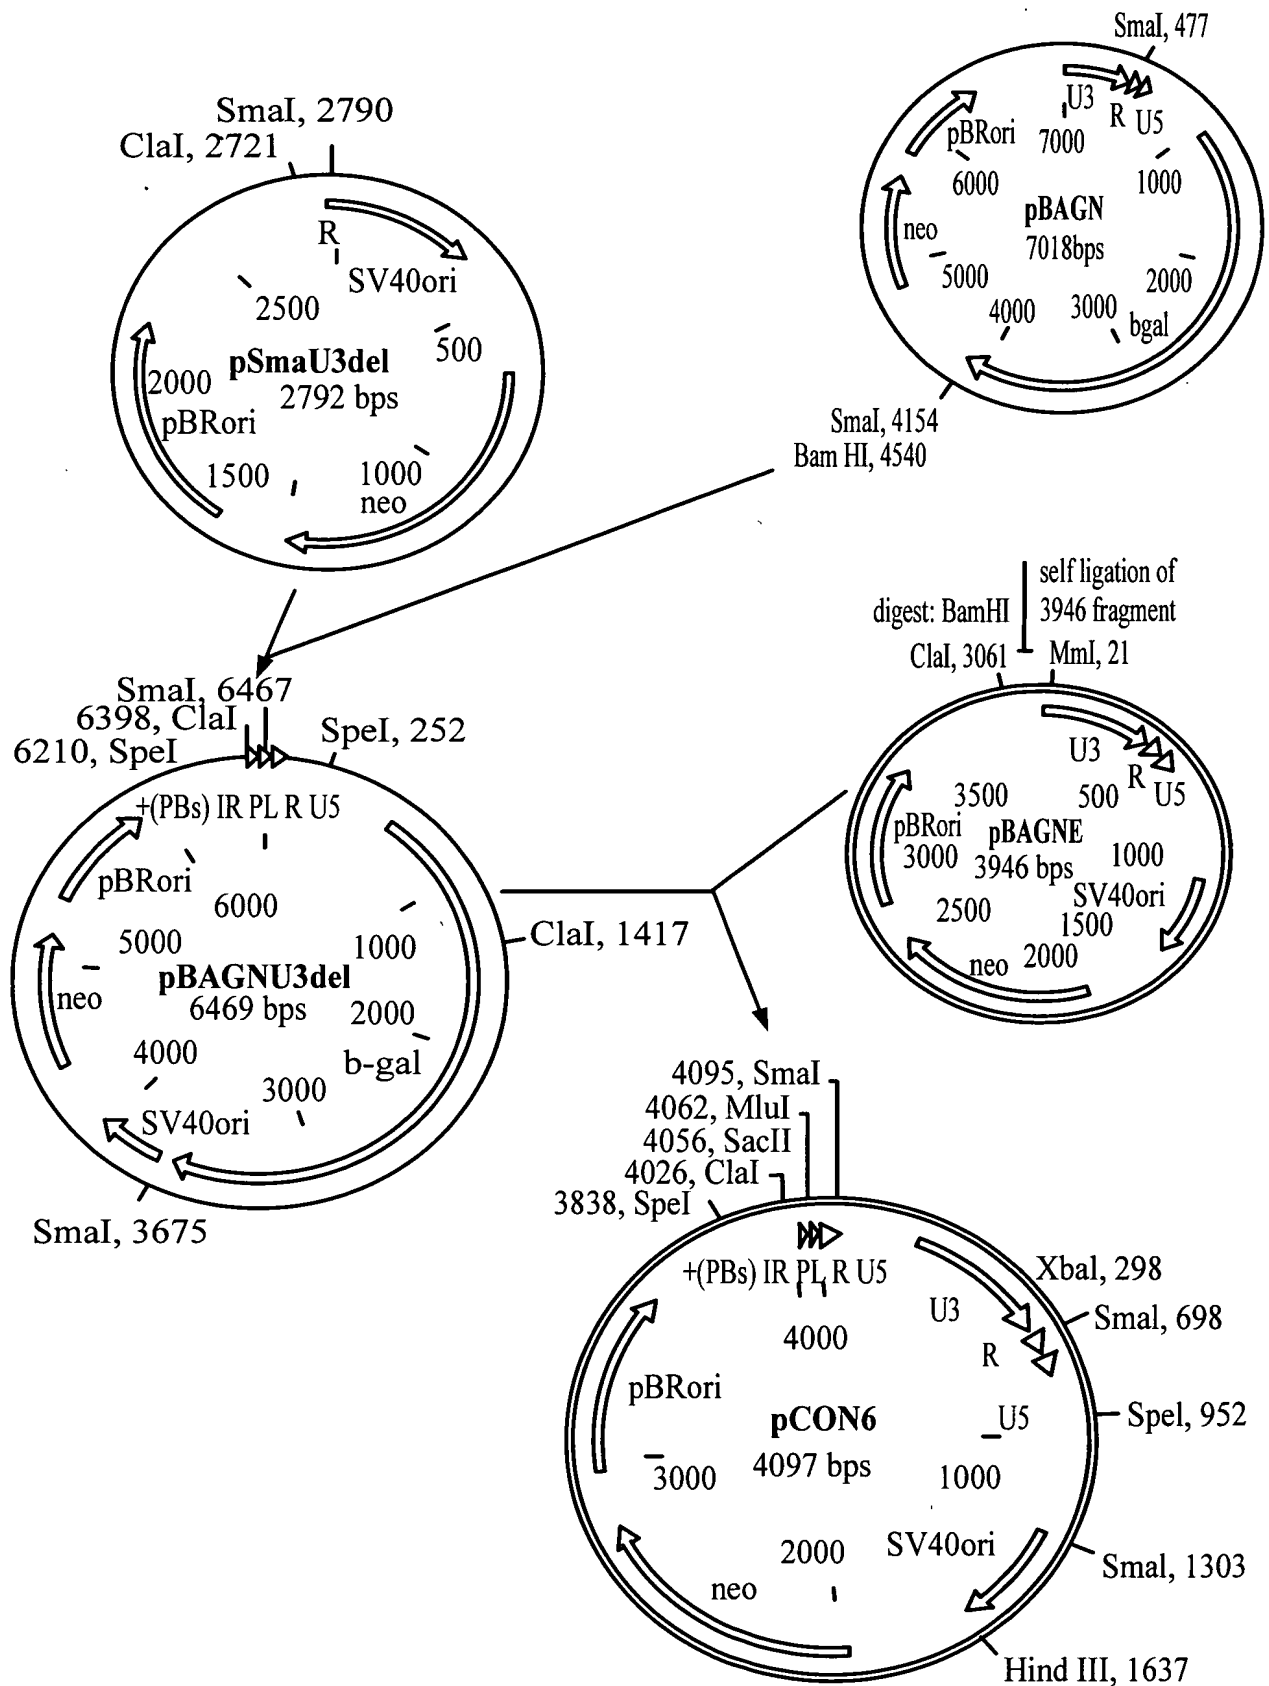 SmaI, 2790
ClaI, 2721
R
SV40ori
2500
500
pSmaU3del
2792 bps
2000
pBRori
1500
1000
neo
SmaI, 477
U3
R
U5
pBRori
7000
6000
1000
pBAGN
7018bps
neo
5000
2000
4000
3000
bgal
SmaI, 4154
Bam HI, 4540
self ligation of
digest: BamHI
3946 fragment
ClaI, 3061
MmI, 21
U3
R
U5
3500
500
pBRori
pBAGNE
3000
3946 bps
1000
SV40ori
2500
1500
neo
2000
SmaI, 6467
6398, ClaI
6210, SpeI
SpeI, 252
+(PBs) IR PL R U5
pBRori
6000
5000
1000
ClaI, 1417
pBAGNU3del
6469 bps
neo
2000
b-gal
4000
3000
SV40ori
SmaI, 3675
4095, SmaI
4062, MluI
4056, SacII
4026, ClaI
3838, SpeI
+(PBs) IR PL R U5
XbaI, 298
U3
SmaI, 698
4000
R
pBRori
pCON6
U5
SpeI, 952
4097 bps
3000
1000
2000
SV40ori
SmaI, 1303
neo
Hind III, 1637